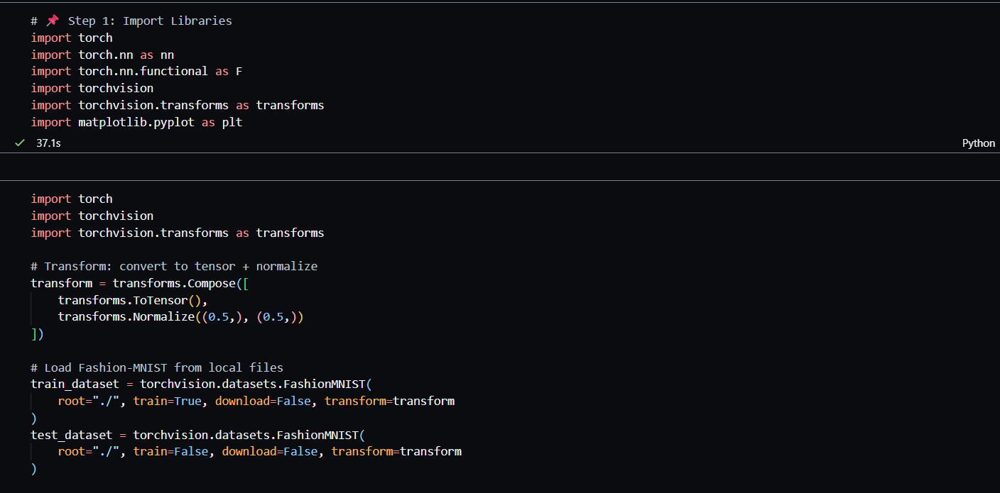 # 📌 Step 1: Import Libraries
import torch
import torch.nn as nn
import torch.nn.functional as F
import torchvision
import torchvision.transforms as transforms
import matplotlib.pyplot as plt
✓ 37.1s Python
import torch
import torchvision
import torchvision.transforms as transforms

# Transform: convert to tensor + normalize
transform = transforms.Compose([
    transforms.ToTensor(),
    transforms.Normalize((0.5,), (0.5,))
])

# Load Fashion-MNIST from local files
train_dataset = torchvision.datasets.FashionMNIST(
    root="./", train=True, download=False, transform=transform
)
test_dataset = torchvision.datasets.FashionMNIST(
    root="./", train=False, download=False, transform=transform
)